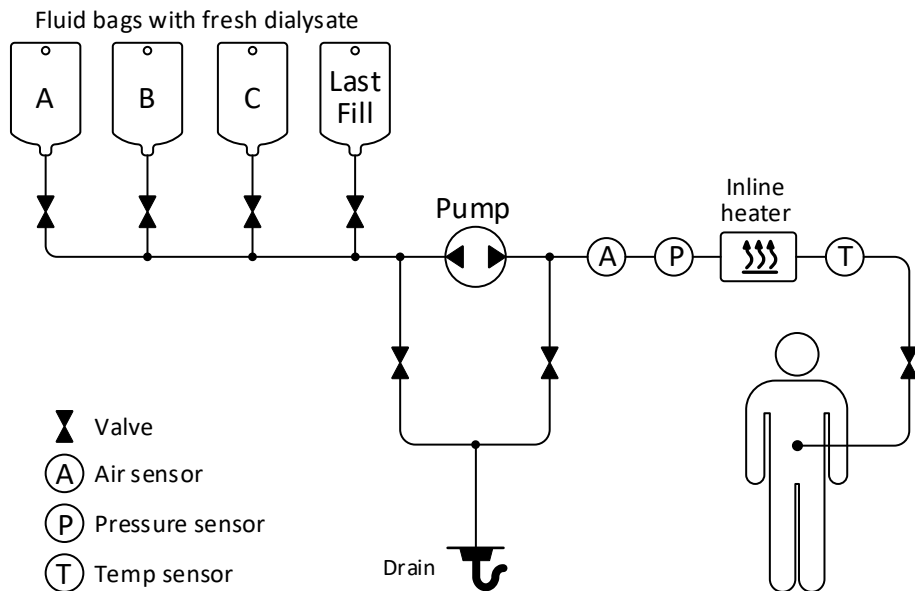 Fluid bags with fresh dialysate
A
B
C
Last
Fill
Pump
Inline
heater
A
P
T
Valve
A Air sensor
P Pressure sensor
T Temp sensor
Drain